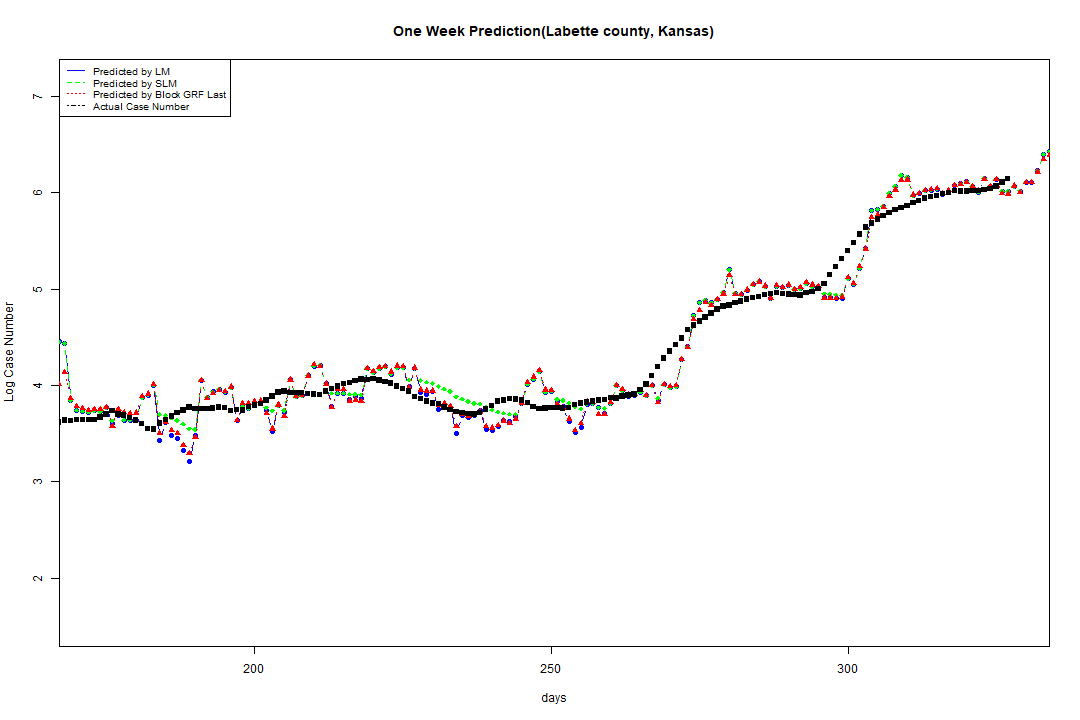 One Week Prediction(Labette county, Kansas)
Predicted by LM
Predicted by SLM
Predicted by Block GRF Last
Actual Case Number
7
6
5
4
3
2
Log Case Number
200 250 300
days